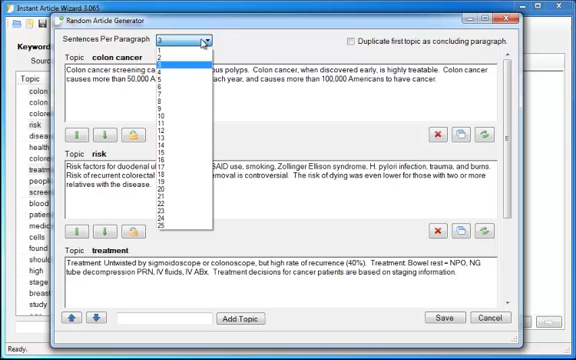 Instant Article Wizard 3.065
Random Article Generator
Keyword
Sentences Per Paragraph 3
Duplicate first topic as concluding paragraph.
1
2
3
4
5
6
7
8
9
10
11
12
13
14
15
16
17
18
19
20
21
22
23
24
25
Topic
colon
colon
colon
risk
disease
health
colore
cance
treatme
people
screen
blood
patien
medic
cells
found
should
high
stage
breast
study
Topic colon cancer
Colon cancer screening ca ous polyps. Colon cancer, when discovered early, is highly treatable. Colon cancer
causes more than 50,000 A each year, and causes more than 100,000 Americans to have cancer.
Topic risk
Risk factors for duodenal u SAID use, smoking, Zollinger Ellison syndrome, H. pylori infection, trauma, and burns.
Risk of recurrent colorectal moval is controversial. The risk of dying was even lower for those with two or more
relatives with the disease.
Topic treatment
Treatment: Untwisted by sigmoidoscope or colonoscope, but high rate of recurrence (40%). Treatment: Bowel rest = NPO, NG
tube decompression PRN, IV fluids, IV ABx. Treatment decisions for cancer patients are based on staging information.
Add Topic
Save
Cancel